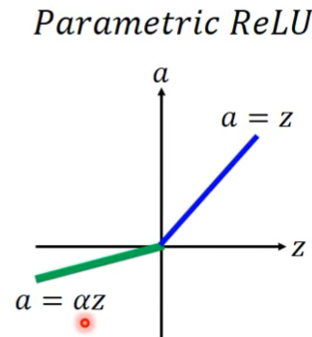 Parametric ReLU
a
a = z
z
a = αz